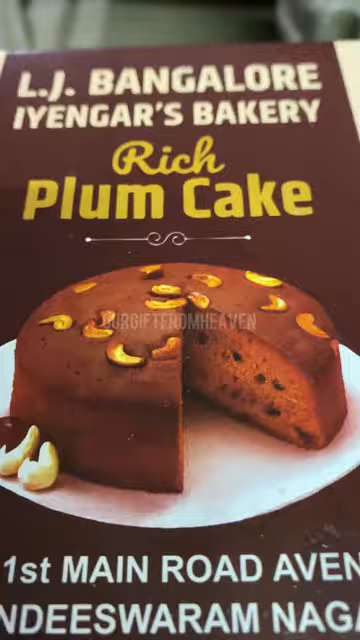 L.J. BANGALORE
IYENGAR'S BAKERY
Rich
Plum Cake
OURGIFTFROMHEAVEN
1st MAIN ROAD AVEN
NDEESWARAM NAGA